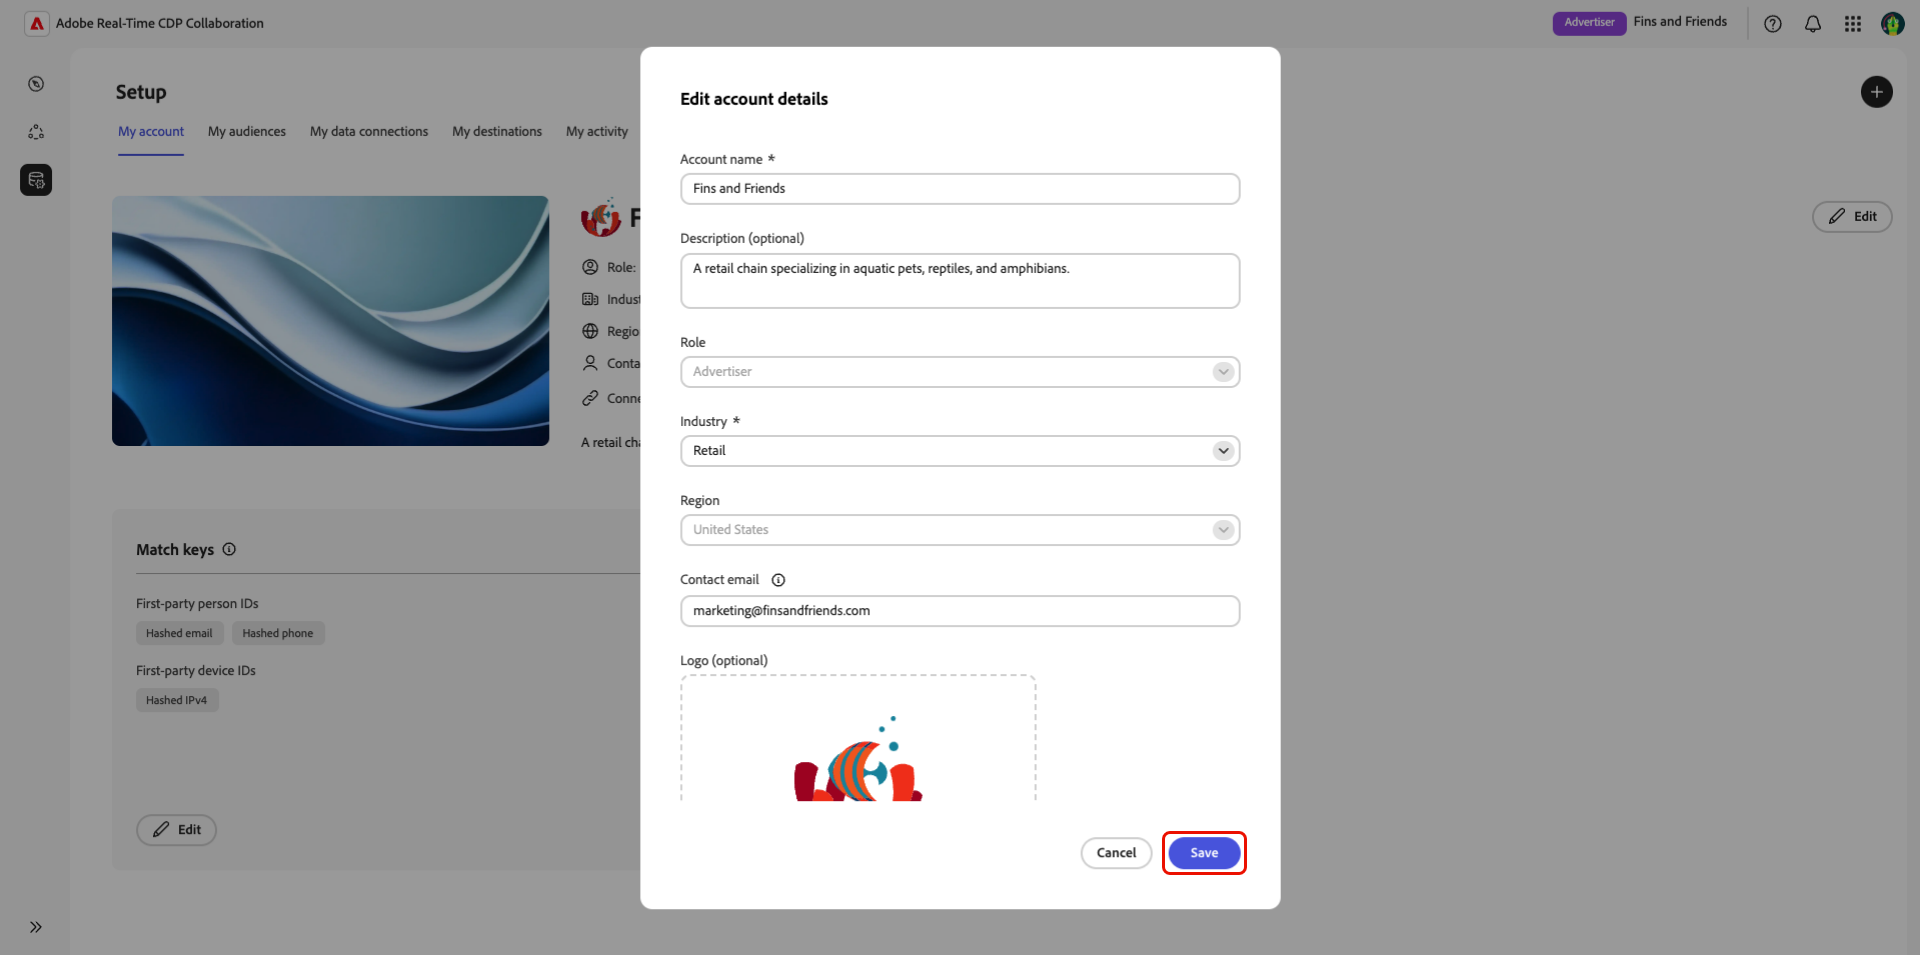 Adobe Real-Time CDP Collaboration
Advertiser
Fins and Friends
Setup
My account
My audiences
My data connections
My destinations
My activity
Edit
F
Role:
Indust
Regio
Conta
Conne
A retail cha
Match keys
First-party person IDs
Hashed email
Hashed phone
First-party device IDs
Hashed IPv4
Edit
Edit account details
Account name *
Fins and Friends
Description (optional)
A retail chain specializing in aquatic pets, reptiles, and amphibians.
Role
Advertiser
Industry *
Retail
Region
United States
Contact email
marketing@finsandfriends.com
Logo (optional)
Cancel
Save